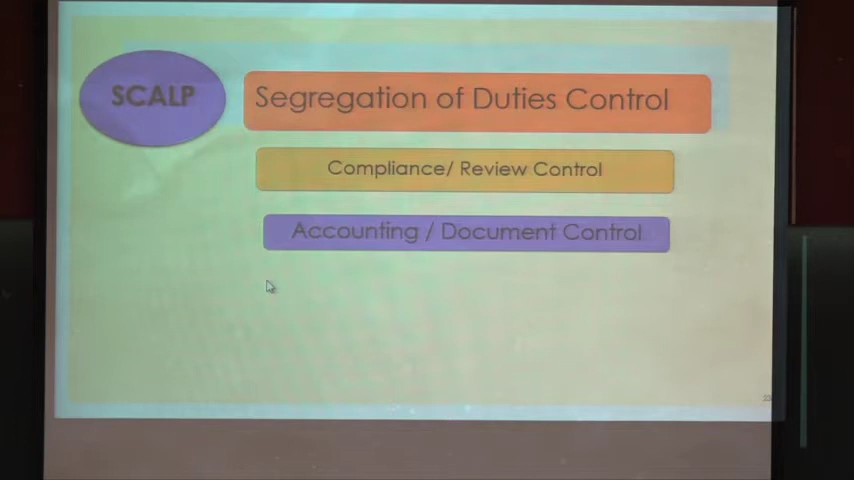 SCALP
Segregation of Duties Control
Compliance/ Review Control
Accounting / Document Control